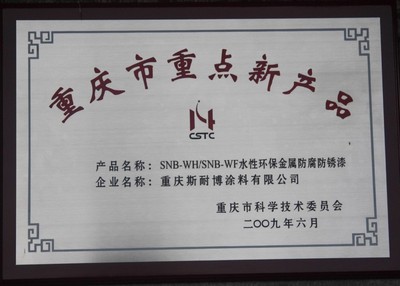 重庆市重点新产品
CSTC
产品名称：SNB-WH/SNB-WF水性环保金属防腐防锈漆
企业名称：重庆斯耐博涂料有限公司
重庆市科学技术委员会
二〇〇九年六月